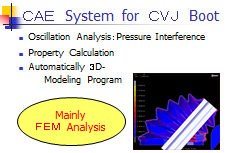 CAE System for CVJ Boot
Oscillation Analysis: Pressure Interference
Property Calculation
Automatically 3D-
Modeling Program
Mainly
FEM Analysis